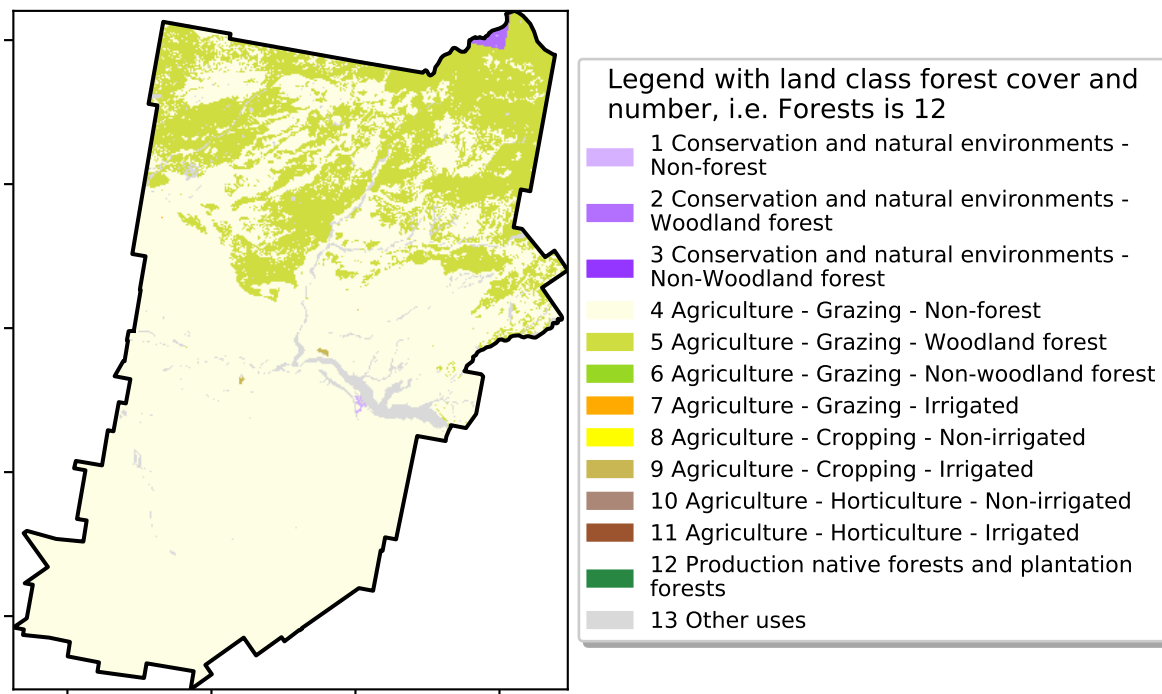 Legend with land class forest cover and
number, i.e. Forests is 12
1 Conservation and natural environments -
Non-forest
2 Conservation and natural environments -
Woodland forest
3 Conservation and natural environments -
Non-Woodland forest
4 Agriculture - Grazing - Non-forest
5 Agriculture - Grazing - Woodland forest
6 Agriculture - Grazing - Non-woodland forest
7 Agriculture - Grazing - Irrigated
8 Agriculture - Cropping - Non-irrigated
9 Agriculture - Cropping - Irrigated
10 Agriculture - Horticulture - Non-irrigated
11 Agriculture - Horticulture - Irrigated
12 Production native forests and plantation
forests
13 Other uses